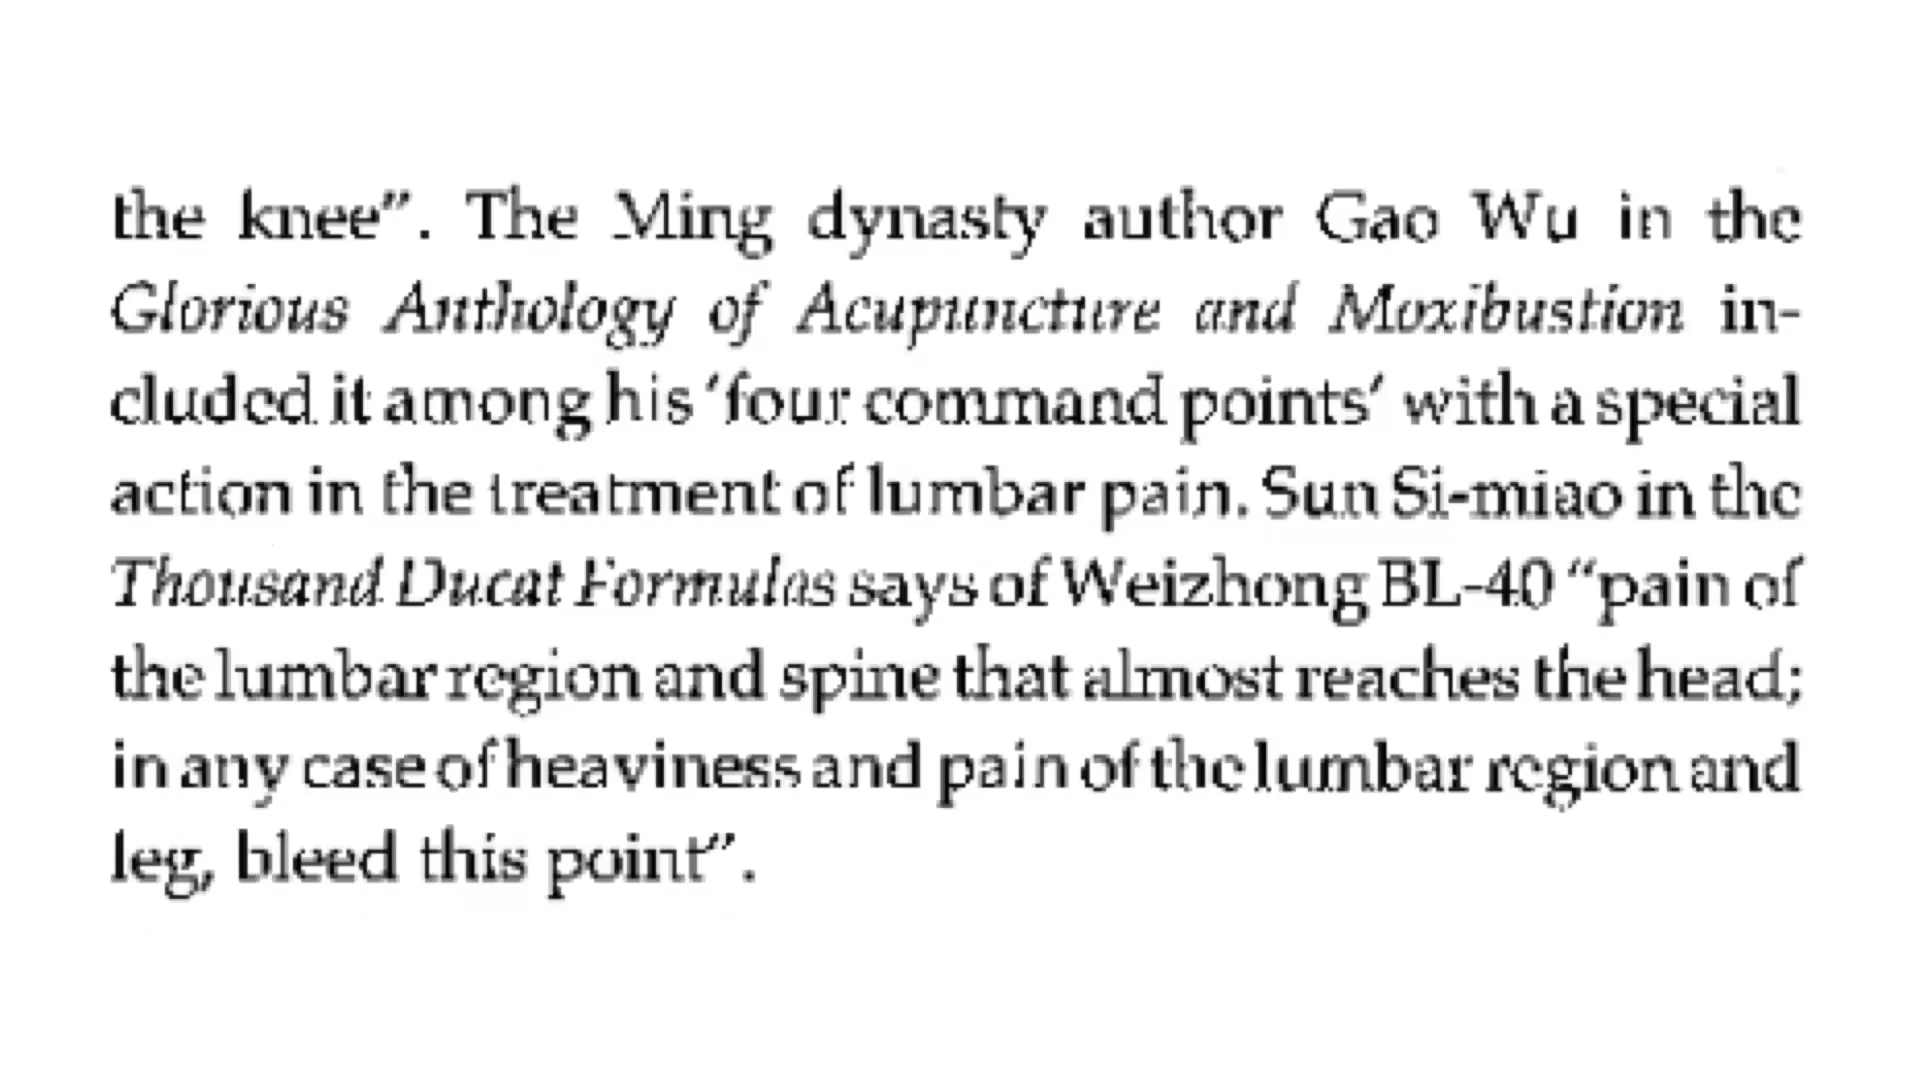 the knee”. The Ming dynasty author Gao Wu in the
Glorious Anthology of Acupuncture and Moxibustion in-
cluded it among his ‘four command points’ with a special
action in the treatment of lumbar pain. Sun Si-miao in the
Thousand Ducat Formulas says of Weizhong BL-40 “pain of
the lumbar region and spine that almost reaches the head;
in any case of heaviness and pain of the lumbar region and
leg, bleed this point”.